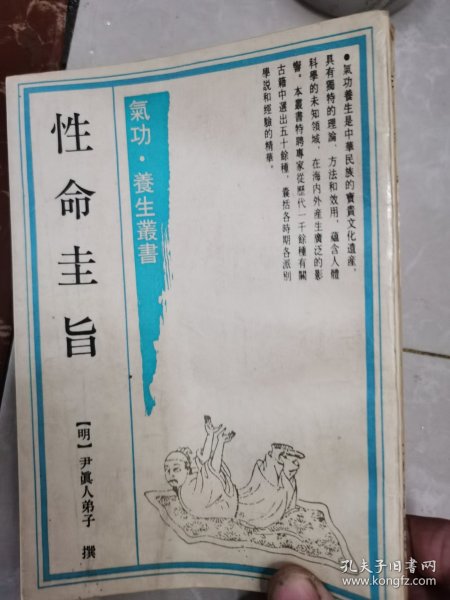 ●氣功養生是中華民族的寶貴文化遺産，
具有獨特的理論、方法和效用，蘊含人體
科學的未知領域，在海内外産生廣泛的影
響。本叢書特聘專家從歷代一千餘種有關
古籍中選出五十餘種，囊括各時期各派別
學説和經驗的精華。
氣功·養生叢書
性命圭旨
【明】尹眞人弟子 撰
孔夫子旧书网
www.kongfz.com